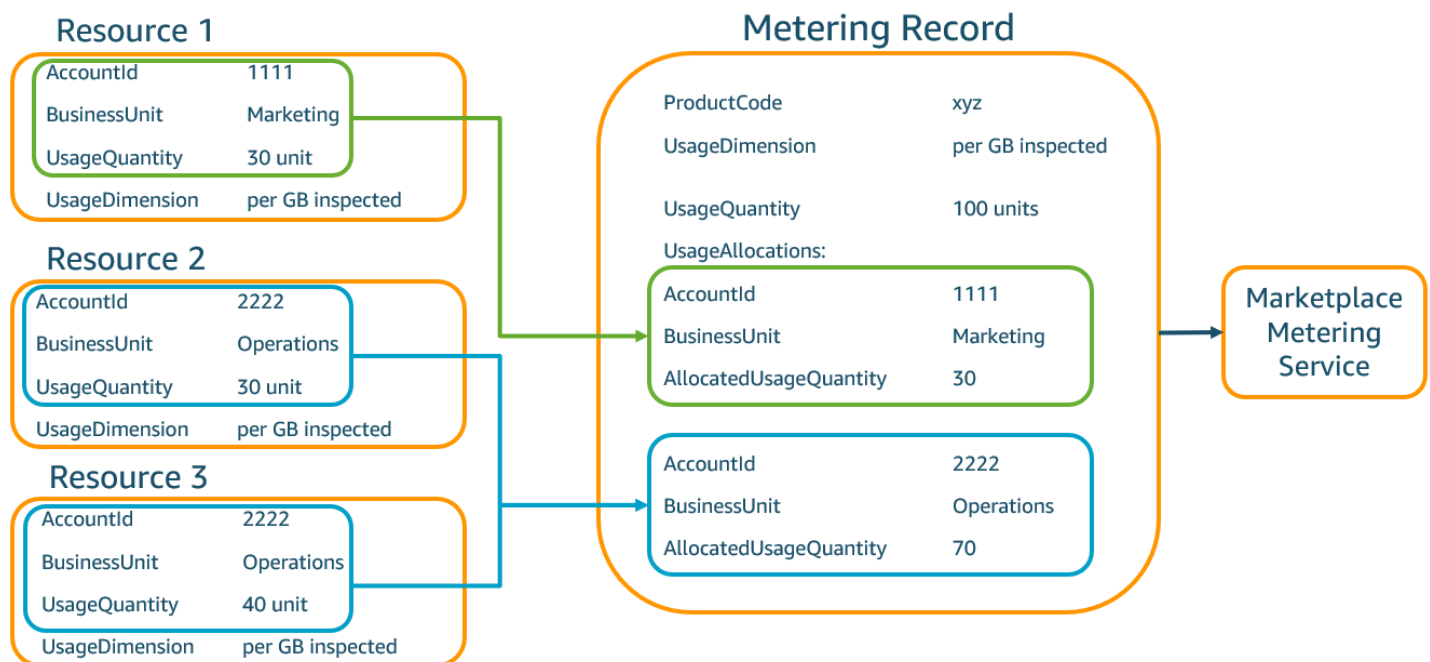 Resource 1
AccountId 1111
BusinessUnit Marketing
UsageQuantity 30 unit
UsageDimension per GB inspected
Resource 2
AccountId 2222
BusinessUnit Operations
UsageQuantity 30 unit
UsageDimension per GB inspected
Resource 3
AccountId 2222
BusinessUnit Operations
UsageQuantity 40 unit
UsageDimension per GB inspected
Metering Record
ProductCode xyz
UsageDimension per GB inspected
UsageQuantity 100 units
UsageAllocations:
AccountId 1111
BusinessUnit Marketing
AllocatedUsageQuantity 30
AccountId 2222
BusinessUnit Operations
AllocatedUsageQuantity 70
Marketplace
Metering
Service